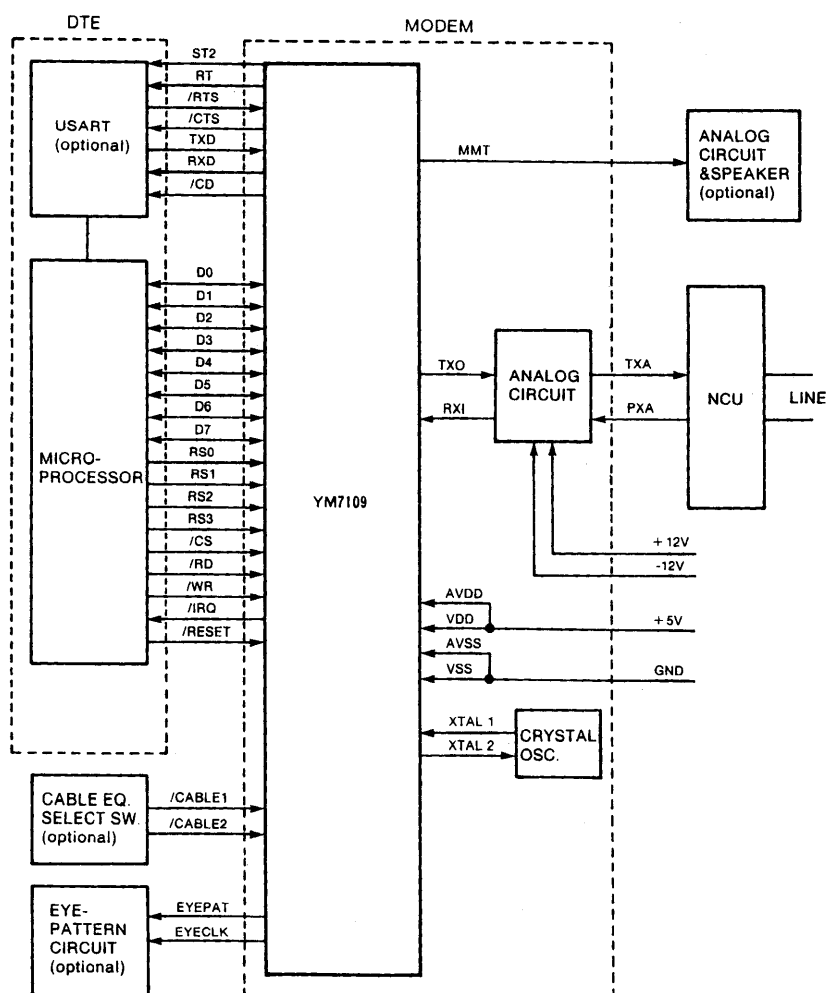 DTE
MODEM
USART
(optional)
ST2
RT
/RTS
/CTS
TXD
RXD
/CD
MMT
ANALOG
CIRCUIT
&SPEAKER
(optional)
MICRO-
PROCESSOR
D0
D1
D2
D3
D4
D5
D6
D7
RS0
RS1
RS2
RS3
/CS
/RD
/WR
/IRQ
/RESET
YM7109
TXO
RXI
ANALOG
CIRCUIT
TXA
PXA
NCU
LINE
+12V
-12V
AVDD
VDD
+5V
AVSS
VSS
GND
XTAL 1
XTAL 2
CRYSTAL
OSC.
CABLE EQ.
SELECT SW.
(optional)
/CABLE1
/CABLE2
EYE-
PATTERN
CIRCUIT
(optional)
EYEPAT
EYECLK